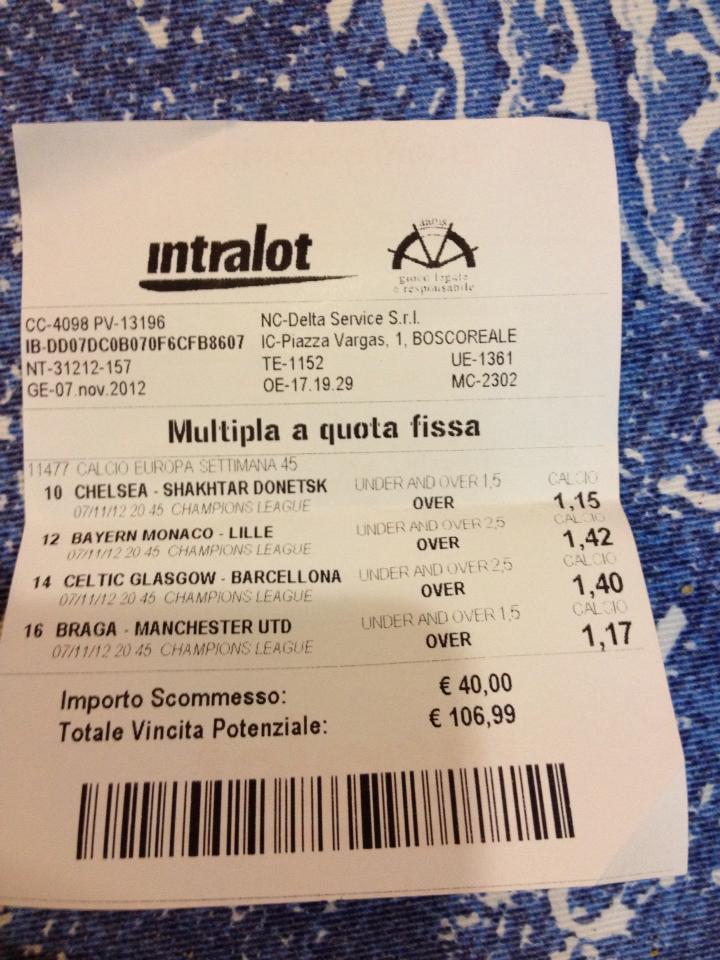 intralot
aams
gioco legale
e responsabile
CC-4098 PV-13196 NC-Delta Service S.r.l.
IB-DD07DC0B070F6CFB8607 IC-Piazza Vargas, 1, BOSCOREALE
NT-31212-157 TE-1152 UE-1361
GE-07.nov.2012 OE-17.19.29 MC-2302
Multipla a quota fissa
11477 CALCIO EUROPA SETTIMANA 45
10 CHELSEA - SHAKHTAR DONETSK UNDER AND OVER 1,5 CALCIO
07/11/12 20 45 CHAMPIONS LEAGUE OVER 1,15
12 BAYERN MONACO - LILLE UNDER AND OVER 2,5 CALCIO
07/11/12 20 45 CHAMPIONS LEAGUE OVER 1,42
14 CELTIC GLASGOW - BARCELLONA UNDER AND OVER 2,5 CALCIO
07/11/12 20 45 CHAMPIONS LEAGUE OVER 1,40
16 BRAGA - MANCHESTER UTD UNDER AND OVER 1,5 CALCIO
07/11/12 20 45 CHAMPIONS LEAGUE OVER 1,17
Importo Scommesso: € 40,00
Totale Vincita Potenziale: € 106,99